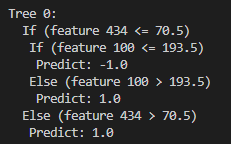 Tree 0:
If (feature 434 <= 70.5)
If (feature 100 <= 193.5)
Predict: -1.0
Else (feature 100 > 193.5)
Predict: 1.0
Else (feature 434 > 70.5)
Predict: 1.0